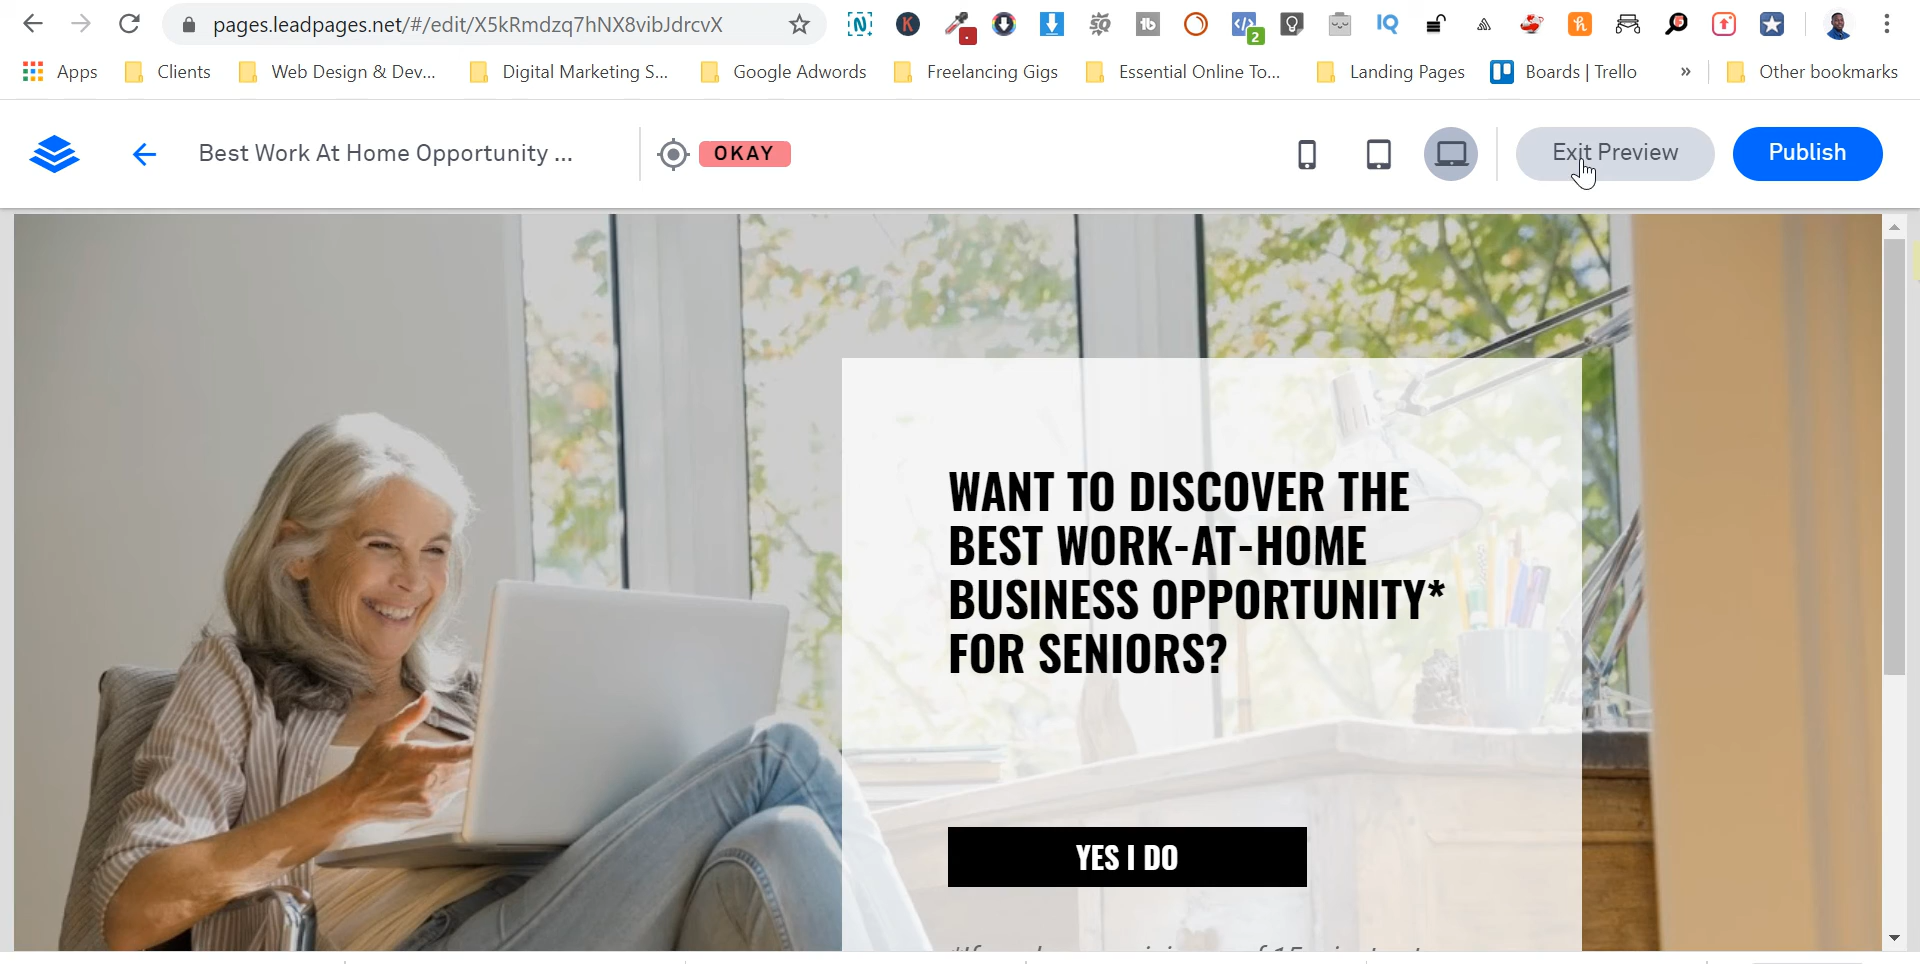 pages.leadpages.net/#/edit/X5kRmdzq7hNX8vibJdrcvX
2
Apps
Clients
Web Design & Dev...
Digital Marketing S...
Google Adwords
Freelancing Gigs
Essential Online To...
Landing Pages
Boards | Trello
»
Other bookmarks
Best Work At Home Opportunity ...
OKAY
Exit Preview
Publish
WANT TO DISCOVER THE
BEST WORK-AT-HOME
BUSINESS OPPORTUNITY*
FOR SENIORS?
YES I DO